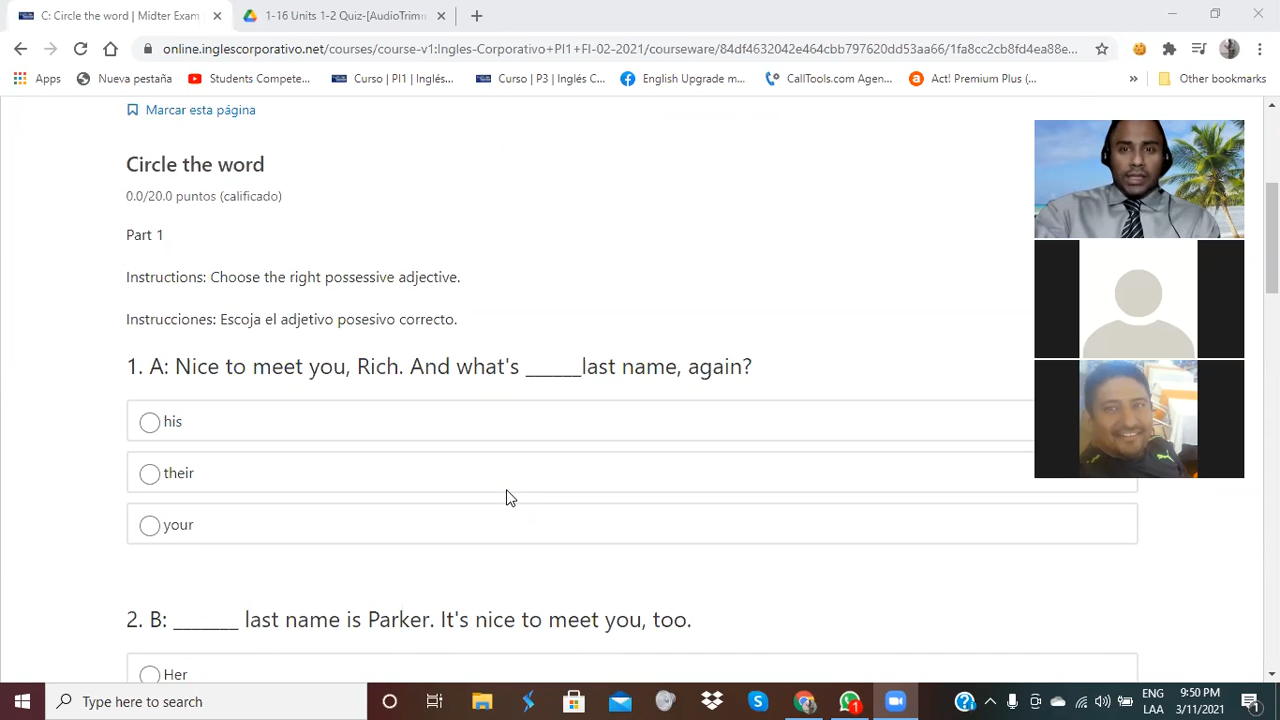 C: Circle the word | Midter Exam
1-16 Units 1-2 Quiz-[AudioTrimm
online.inglescorporativo.net/courses/course-v1:Ingles-Corporativo+PI1+FI-02-2021/courseware/84df4632042e464cbb797620dd53aa66/1fa8cc2cb8fd4ea88e...
Apps
Nueva pestaña
Students Compete...
Curso | PI1 | Inglés...
Curso | P3 | Inglés C...
English Upgrade m...
CallTools.com Agen...
Act! Premium Plus (...
»
Other bookmarks
Marcar esta página
Circle the word
0.0/20.0 puntos (calificado)
Part 1
Instructions: Choose the right possessive adjective.
Instrucciones: Escoja el adjetivo posesivo correcto.
1. A: Nice to meet you, Rich. And what's ______last name, again?
his
their
your
2. B: _______ last name is Parker. It's nice to meet you, too.
Her
Type here to search
1
ENG
LAA
9:50 PM
3/11/2021
1